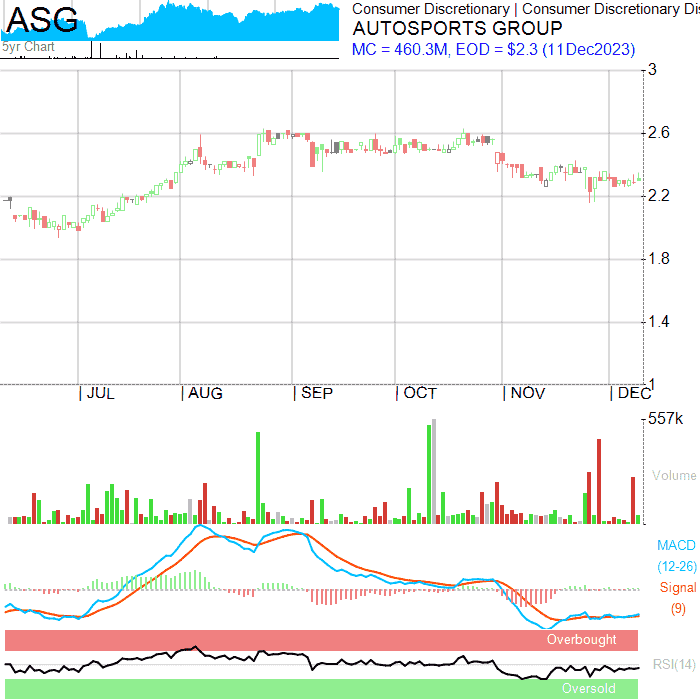 ASG
5yr Chart
Consumer Discretionary | Consumer Discretionary Dis
AUTOSPORTS GROUP
MC = 460.3M, EOD = $2.3 (11Dec2023)
3
2.6
2.2
1.8
1.4
1
| JUL | AUG | SEP | OCT | NOV | DEC
557k
Volume
MACD
(12-26)
Signal
(9)
Overbought
RSI(14)
Oversold